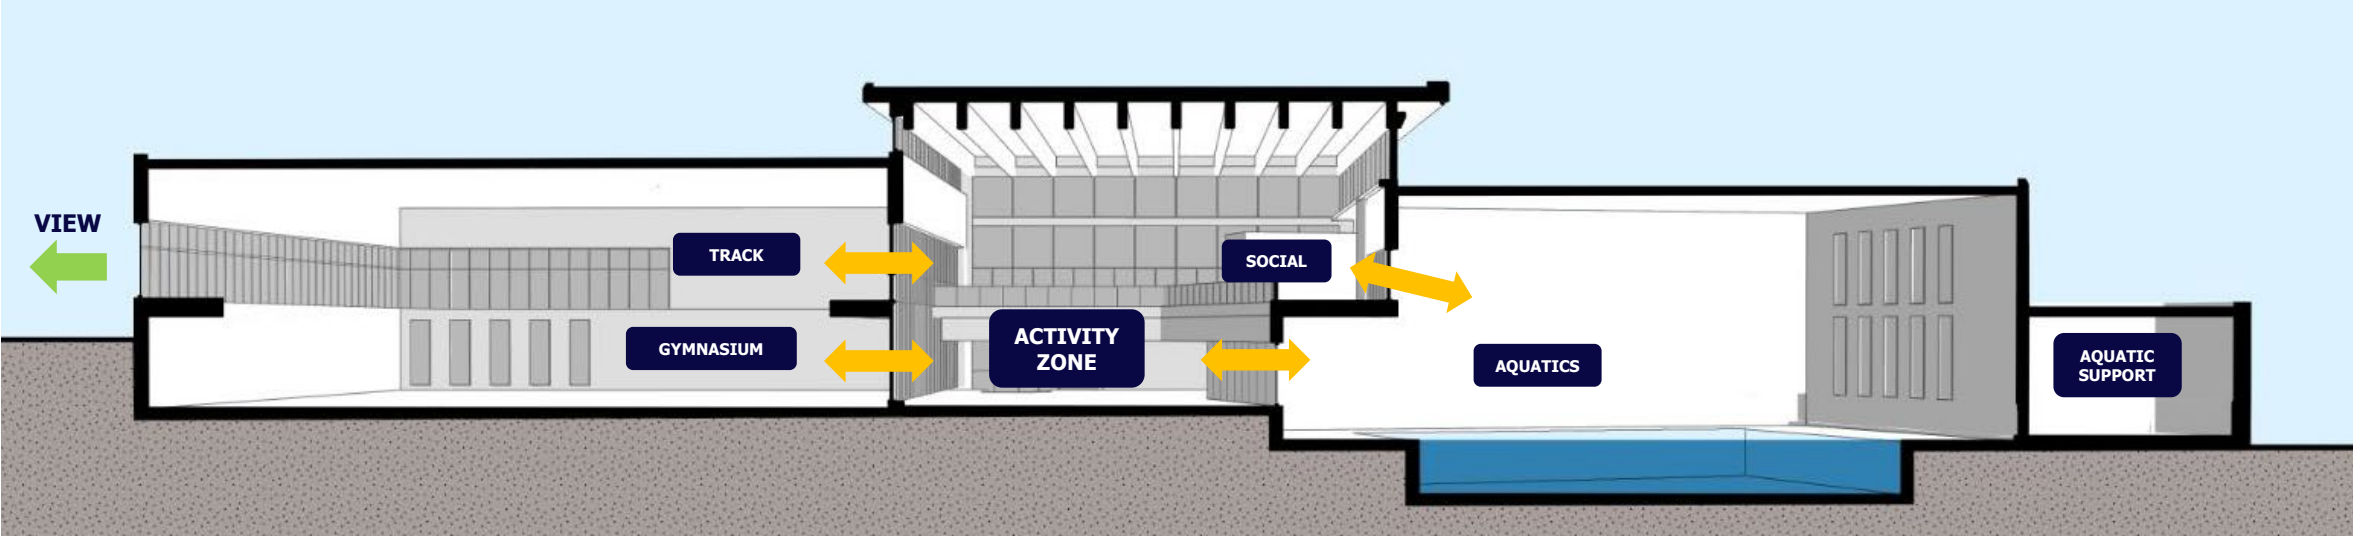 VIEW
TRACK
SOCIAL
GYMNASIUM
ACTIVITY
ZONE
AQUATICS
AQUATIC
SUPPORT